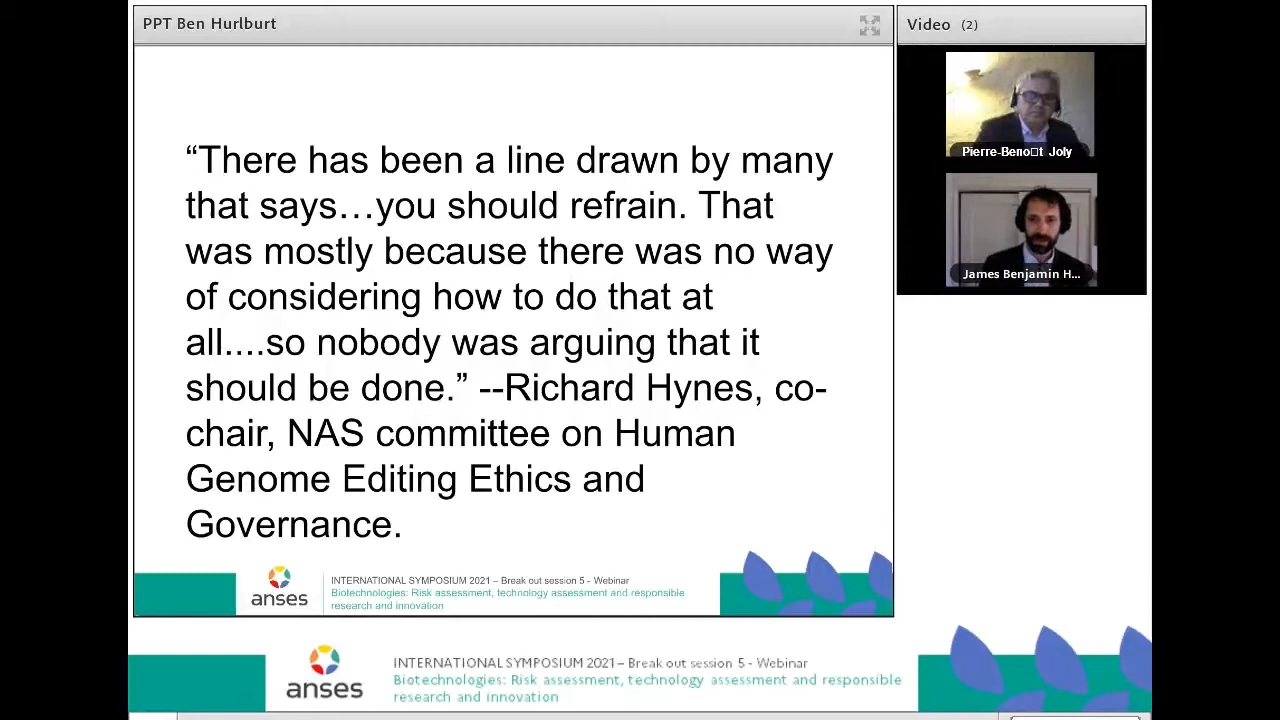 PPT Ben Hurlburt
Video (2)
“There has been a line drawn by many
that says…you should refrain. That
was mostly because there was no way
of considering how to do that at
all....so nobody was arguing that it
should be done.” --Richard Hynes, co-
chair, NAS committee on Human
Genome Editing Ethics and
Governance.
Pierre-Beno□t Joly
James Benjamin H...
anses
INTERNATIONAL SYMPOSIUM 2021 – Break out session 5 - Webinar
Biotechnologies: Risk assessment, technology assessment and responsible
research and innovation
anses
INTERNATIONAL SYMPOSIUM 2021 – Break out session 5 - Webinar
Biotechnologies: Risk assessment, technology assessment and responsible
research and innovation